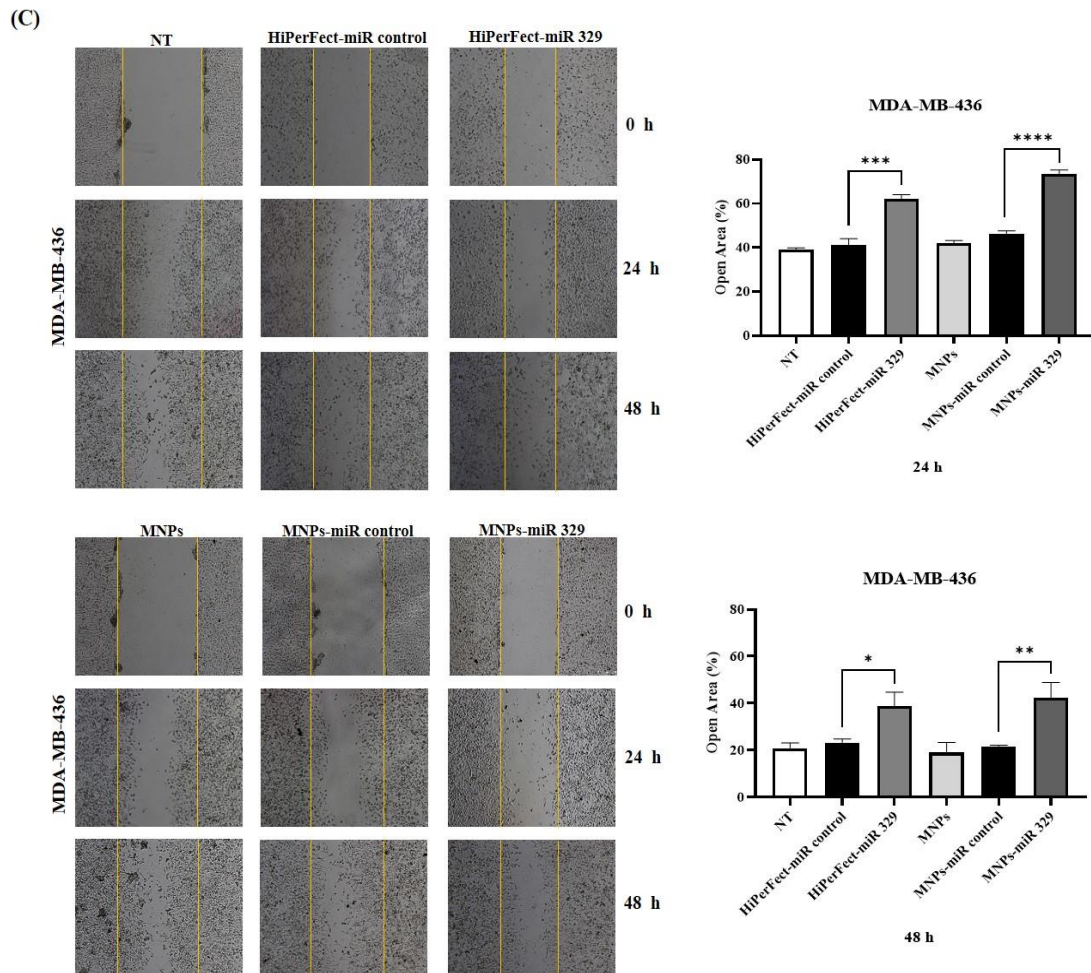 (C)
NT
HiPerFect-miR control
HiPerFect-miR 329
0 h
24 h
48 h
MDA-MB-436
MNPs
MNPs-miR control
MNPs-miR 329
0 h
24 h
48 h
MDA-MB-436
MDA-MB-436
Open Area (%)
80
60
40
20
0
***
****
NT
HiPerFect-miR control
HiPerFect-miR 329
MNPs
MNPs-miR control
MNPs-miR 329
24 h
MDA-MB-436
Open Area (%)
80
60
40
20
0
*
**
NT
HiPerFect-miR control
HiPerFect-miR 329
MNPs
MNPs-miR control
MNPs-miR 329
48 h